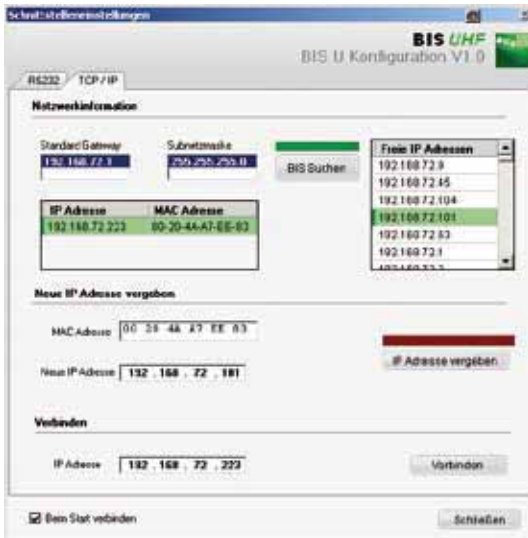 Schnittstelleneinstellungen
BIS UHF
BIS U Konfiguration V1.0
RS232 TCP/IP
Netzwerkinformation
Standard Gateway Subnetzmaske
192.168.72.1 255.255.255.0
BIS Suchen
Freie IP Adressen
192.168.72.9
192.168.72.45
192.168.72.104
192.168.72.101
192.168.72.63
192.168.72.1
IP Adresse MAC Adresse
192.168.72.223 00-20-4A-A7-EE-83
Neue IP Adresse vergeben
MAC Adresse 00 20 4A A7 EE 83
Neue IP Adresse 192 . 168 . 72 . 101
IP Adresse vergeben
Verbinden
IP Adresse 192 . 168 . 72 . 223
Verbinden
Beim Start verbinden
Schließen